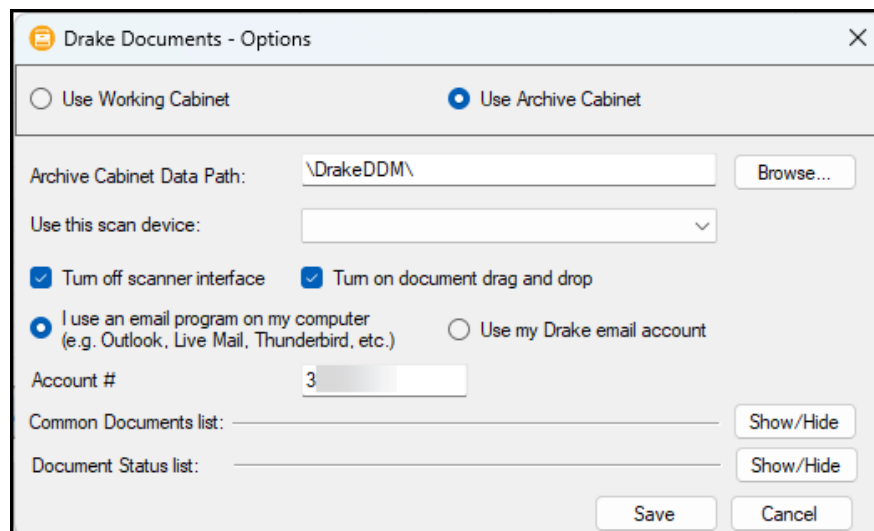 Drake Documents - Options
Use Working Cabinet
Use Archive Cabinet
Archive Cabinet Data Path:
\DrakeDDM\
Browse...
Use this scan device:
Turn off scanner interface
Turn on document drag and drop
I use an email program on my computer
(e.g. Outlook, Live Mail, Thunderbird, etc.)
Use my Drake email account
Account #
3
Common Documents list:
Show/Hide
Document Status list:
Show/Hide
Save
Cancel